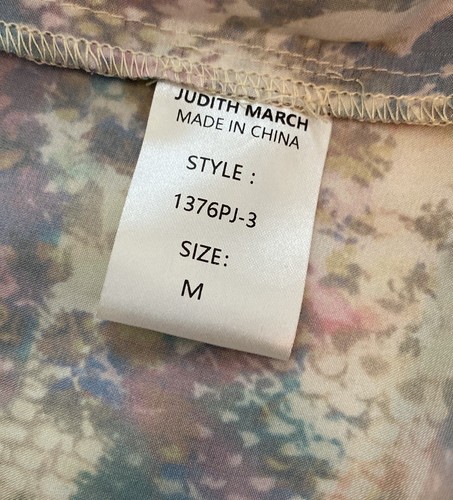 JUDITH MARCH
MADE IN CHINA
STYLE :
1376PJ-3
SIZE:
M